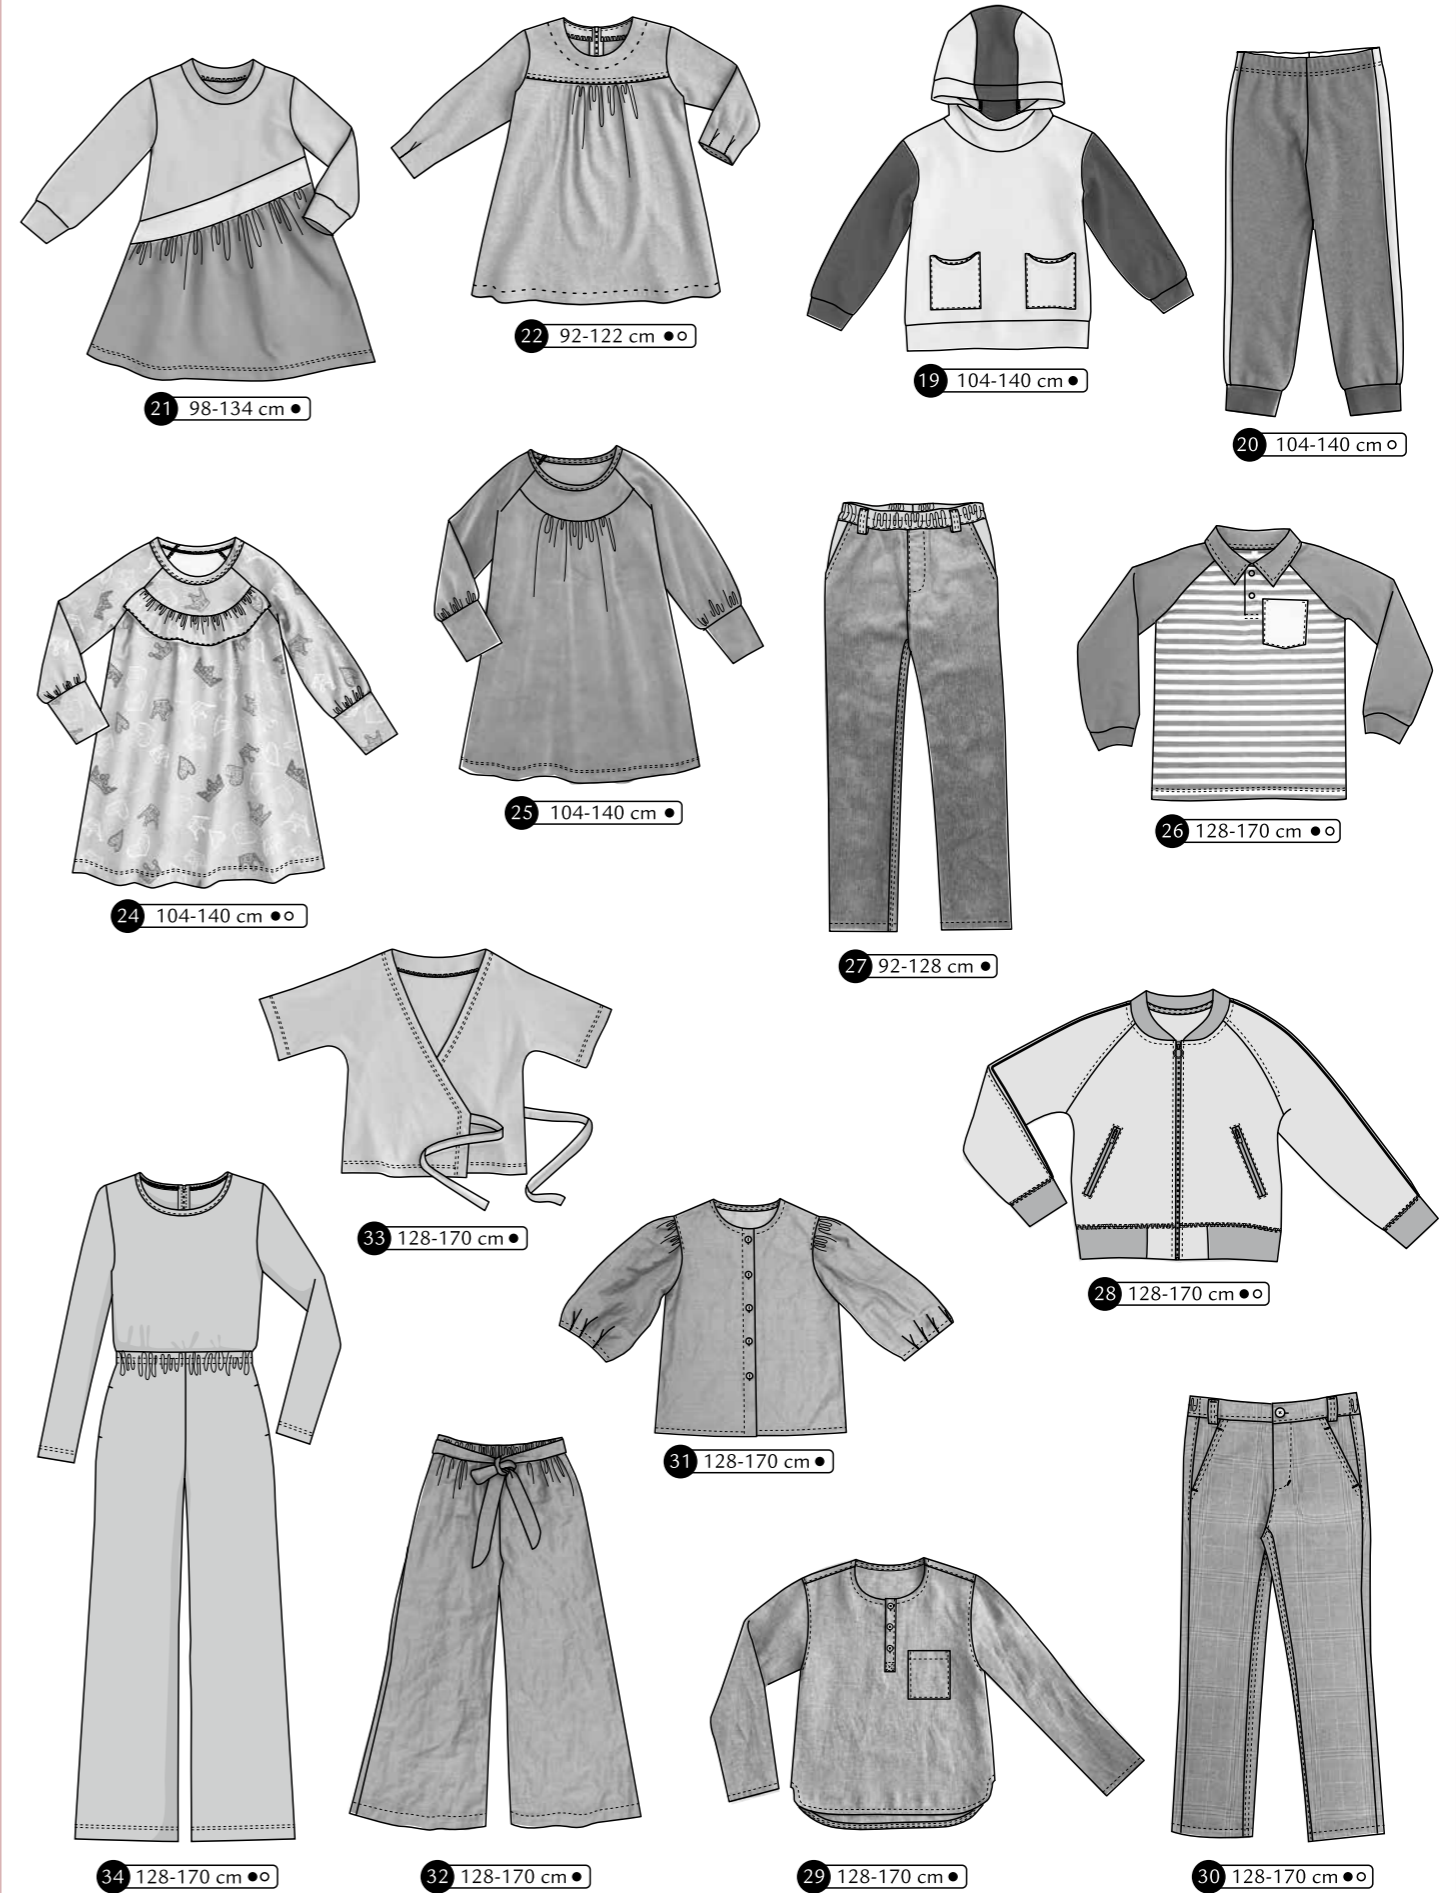 22 92-122 cm ●○
19 104-140 cm ●
21 98-134 cm ●
20 104-140 cm ○
25 104-140 cm ●
26 128-170 cm ●○
24 104-140 cm ●○
27 92-128 cm ●
33 128-170 cm ●
28 128-170 cm ●○
31 128-170 cm ●
34 128-170 cm ●○
32 128-170 cm ●
29 128-170 cm ●
30 128-170 cm ●○